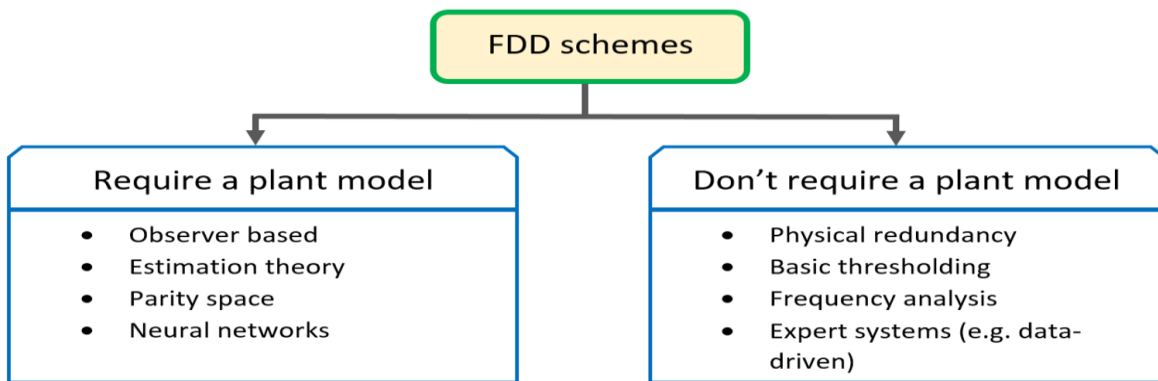 FDD schemes
Require a plant model
• Observer based
• Estimation theory
• Parity space
• Neural networks
Don’t require a plant model
• Physical redundancy
• Basic thresholding
• Frequency analysis
• Expert systems (e.g. data-
driven)